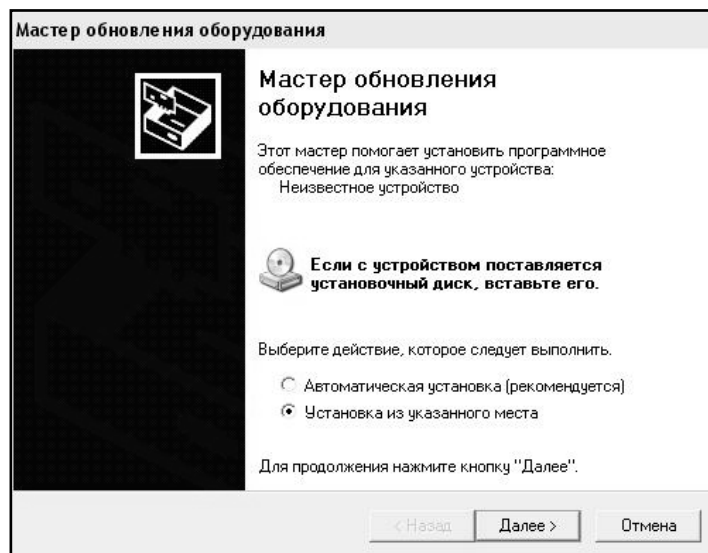 Мастер обновления оборудования
Мастер обновления
оборудования
Этот мастер помогает установить программное
обеспечение для указанного устройства:
Неизвестное устройство
Если с устройством поставляется
установочный диск, вставьте его.
Выберите действие, которое следует выполнить.
Автоматическая установка (рекомендуется)
Установка из указанного места
Для продолжения нажмите кнопку "Далее".
< Назад Далее > Отмена